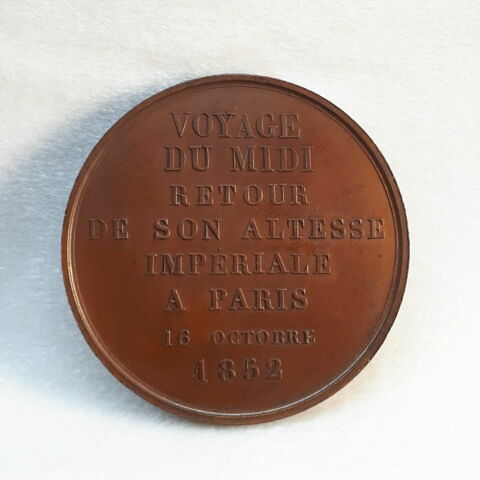 VOYAGE
DU MIDI
RETOUR
DE SON ALTESSE
IMPÉRIALE
A PARIS
16 OCTOBRE
1852